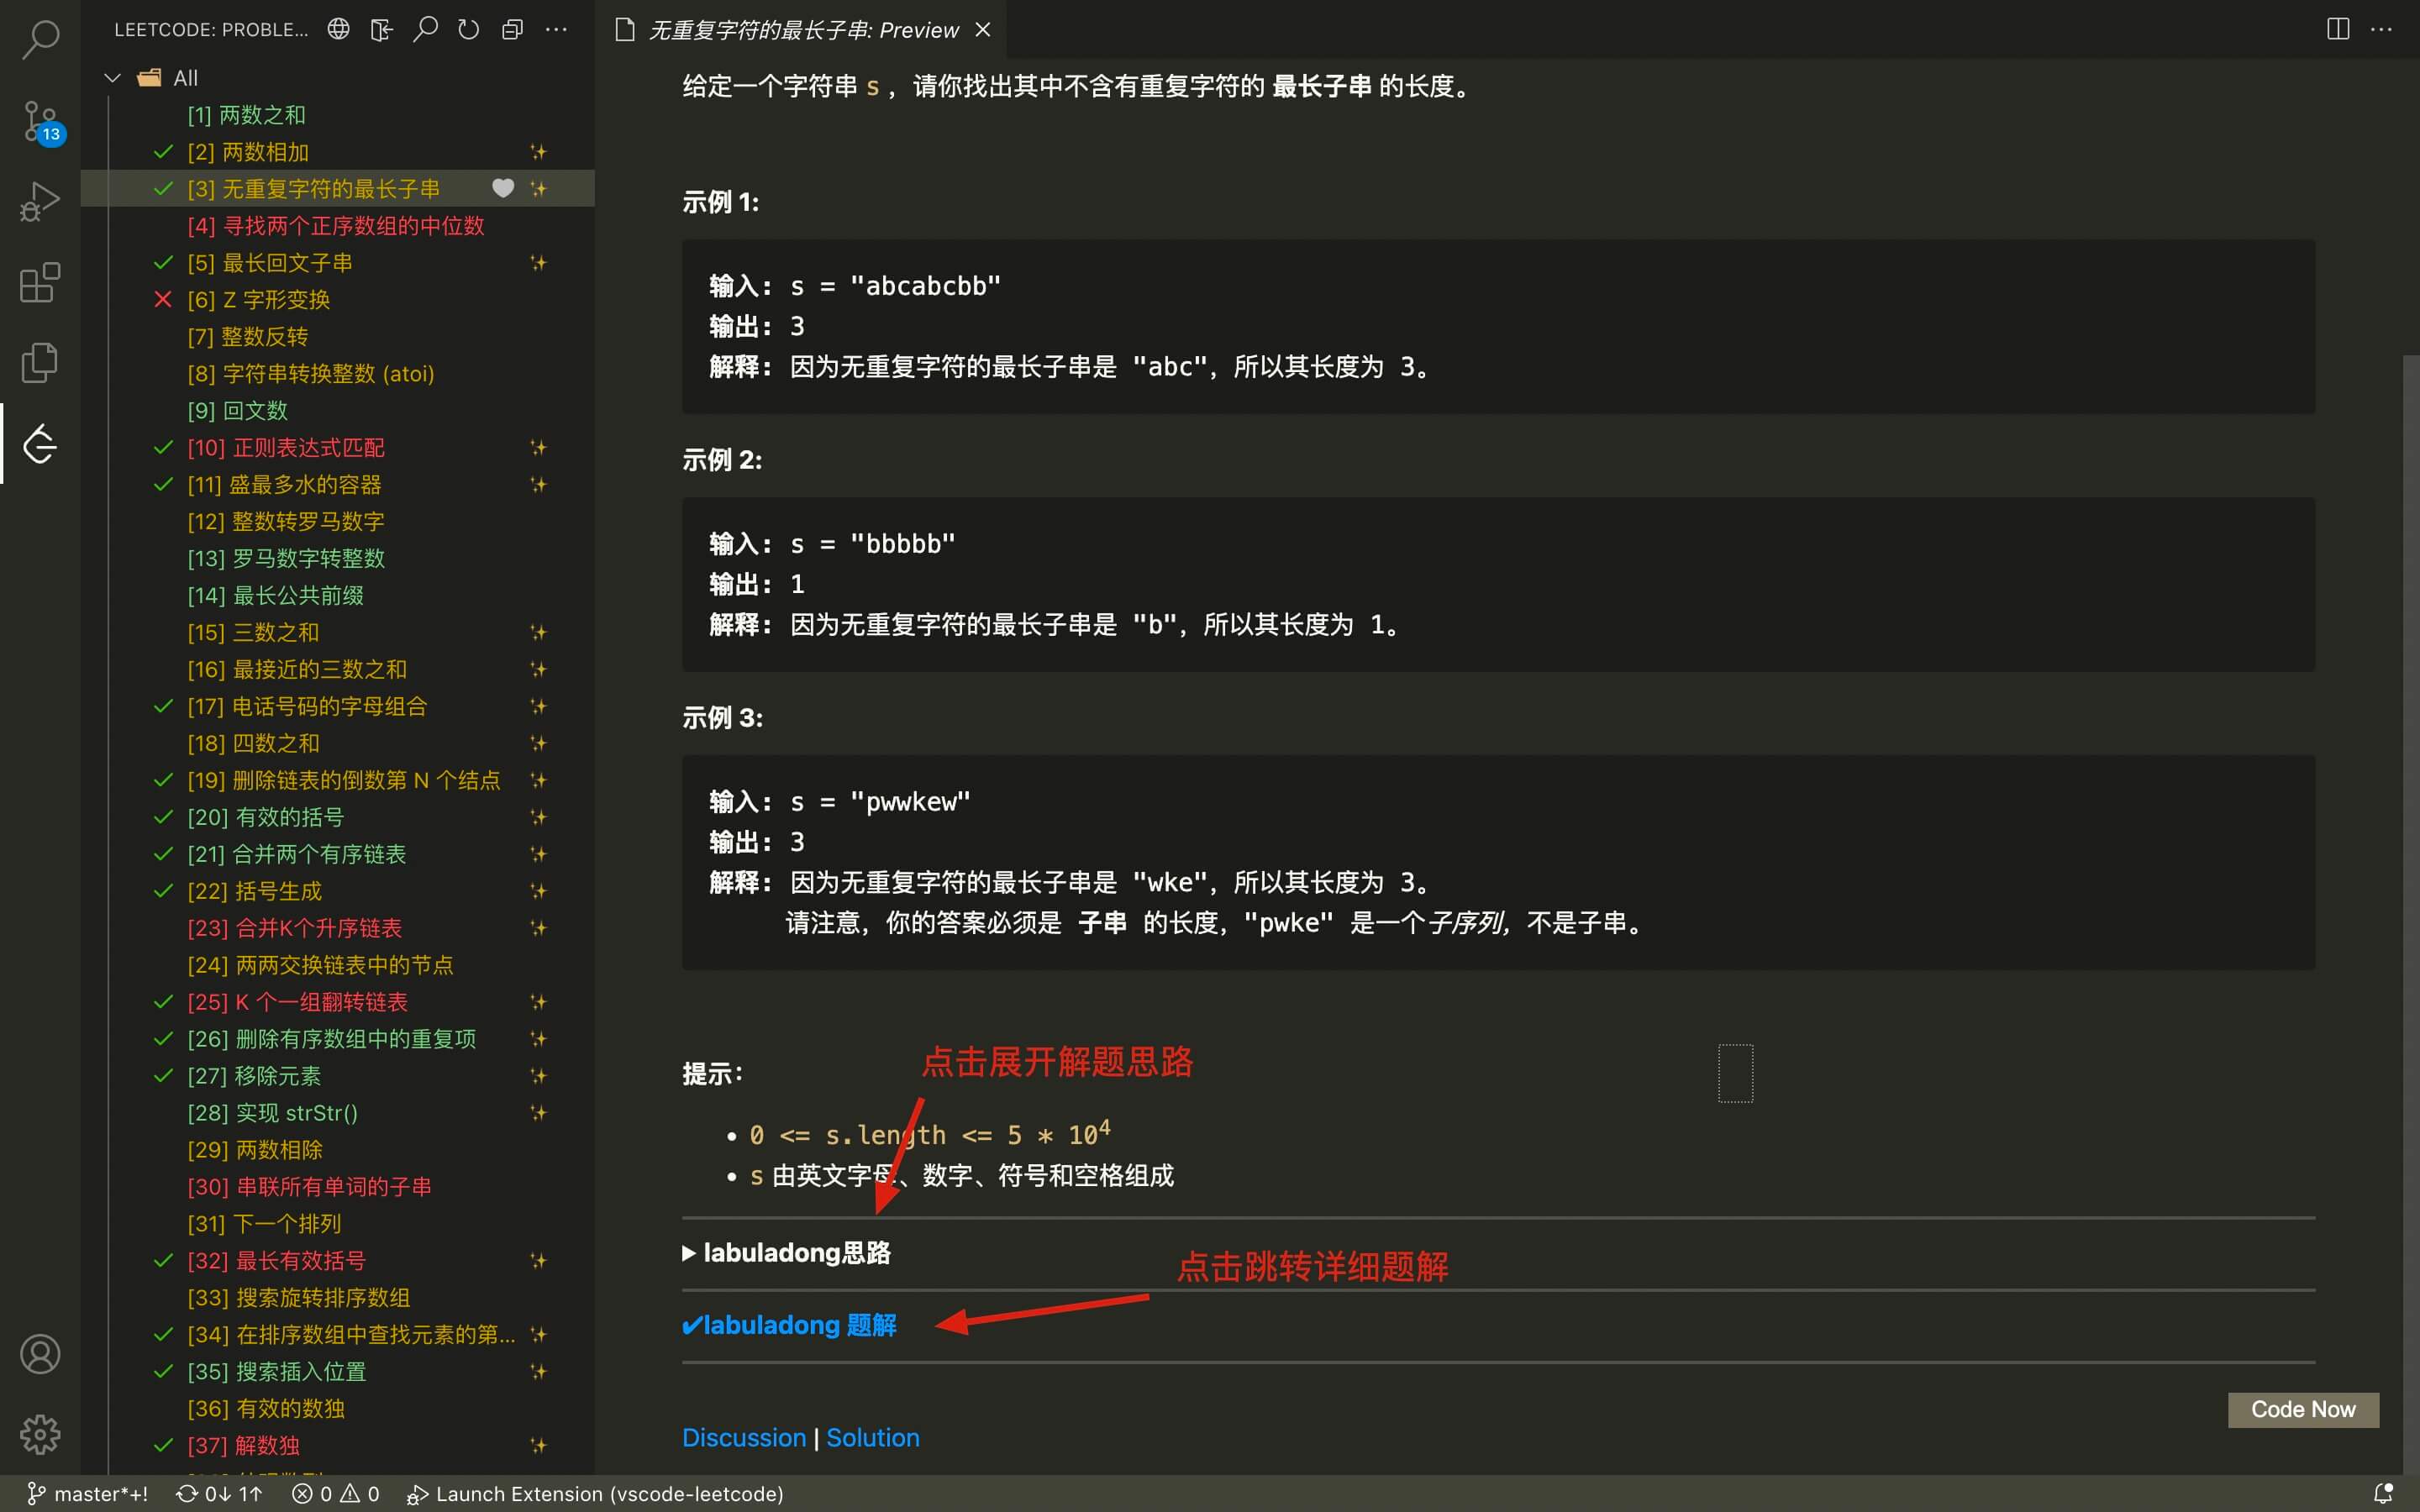 LEETCODE: PROBLE...
All
[1] 两数之和
[2] 两数相加
[3] 无重复字符的最长子串
[4] 寻找两个正序数组的中位数
[5] 最长回文子串
[6] Z 字形变换
[7] 整数反转
[8] 字符串转换整数 (atoi)
[9] 回文数
[10] 正则表达式匹配
[11] 盛最多水的容器
[12] 整数转罗马数字
[13] 罗马数字转整数
[14] 最长公共前缀
[15] 三数之和
[16] 最接近的三数之和
[17] 电话号码的字母组合
[18] 四数之和
[19] 删除链表的倒数第 N 个结点
[20] 有效的括号
[21] 合并两个有序链表
[22] 括号生成
[23] 合并K个升序链表
[24] 两两交换链表中的节点
[25] K 个一组翻转链表
[26] 删除有序数组中的重复项
[27] 移除元素
[28] 实现 strStr()
[29] 两数相除
[30] 串联所有单词的子串
[31] 下一个排列
[32] 最长有效括号
[33] 搜索旋转排序数组
[34] 在排序数组中查找元素的第...
[35] 搜索插入位置
[36] 有效的数独
[37] 解数独
13
无重复字符的最长子串: Preview
给定一个字符串 s ，请你找出其中不含有重复字符的 最长子串 的长度。
示例 1:
输入: s = "abcabcbb"
输出: 3
解释: 因为无重复字符的最长子串是 "abc"，所以其长度为 3。
示例 2:
输入: s = "bbbbb"
输出: 1
解释: 因为无重复字符的最长子串是 "b"，所以其长度为 1。
示例 3:
输入: s = "pwwkew"
输出: 3
解释: 因为无重复字符的最长子串是 "wke"，所以其长度为 3。
请注意，你的答案必须是 子串 的长度，"pwke" 是一个子序列，不是子串。
点击展开解题思路
提示：
0 <= s.length <= 5 * 10⁴
s 由英文字母、数字、符号和空格组成
labuladong思路
点击跳转详细题解
✔labuladong 题解
Code Now
Discussion | Solution
master*+! 0↓ 1↑ 0 0 Launch Extension (vscode-leetcode)